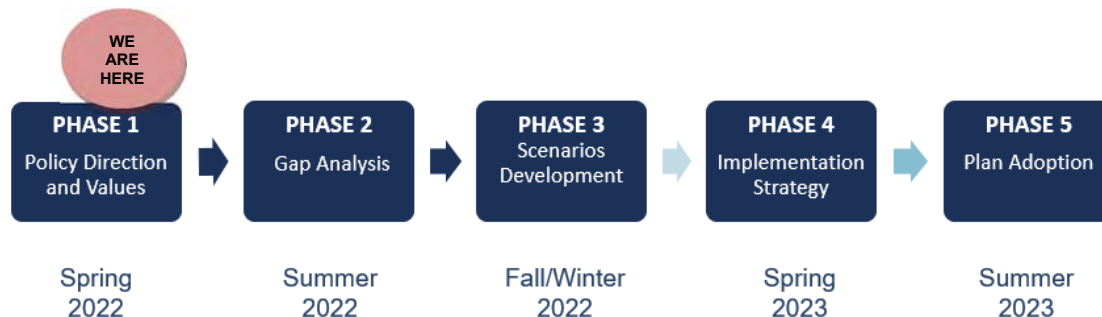 WE
ARE
HERE
PHASE 1
Policy Direction
and Values
PHASE 2
Gap Analysis
PHASE 3
Scenarios
Development
PHASE 4
Implementation
Strategy
PHASE 5
Plan Adoption
Spring
2022
Summer
2022
Fall/Winter
2022
Spring
2023
Summer
2023